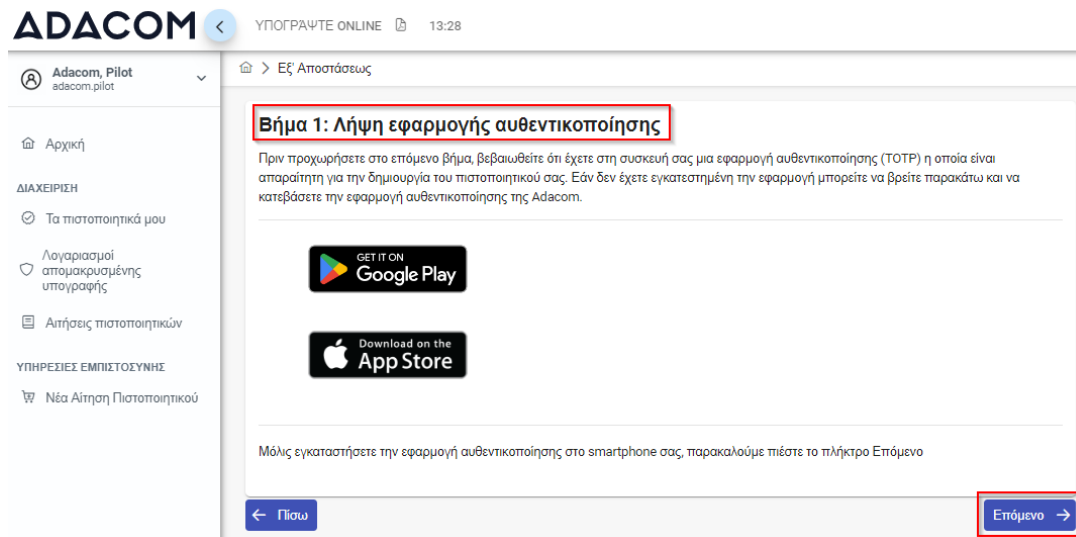 ADACOM
ΥΠΟΓΡΑΨΤΕ ONLINE 13:28
Adacom, Pilot
adacom.pilot
Εξ' Αποστάσεως
Αρχική
ΔΙΑΧΕΙΡΙΣΗ
Τα πιστοποιητικά μου
Λογαριασμοί
απομακρυσμένης
υπογραφής
Αιτήσεις πιστοποιητικών
ΥΠΗΡΕΣΙΕΣ ΕΜΠΙΣΤΟΣΥΝΗΣ
Νέα Αίτηση Πιστοποιητικού
Βήμα 1: Λήψη εφαρμογής αυθεντικοποίησης
Πριν προχωρήσετε στο επόμενο βήμα, βεβαιωθείτε ότι έχετε στη συσκευή σας μια εφαρμογή αυθεντικοποίησης (TOTP) η οποία είναι
απαραίτητη για την δημιουργία του πιστοποιητικού σας. Εάν δεν έχετε εγκατεστημένη την εφαρμογή μπορείτε να βρείτε παρακάτω και να
κατεβάσετε την εφαρμογή αυθεντικοποίησης της Adacom.
GET IT ON
Google Play
Download on the
App Store
Μόλις εγκαταστήσετε την εφαρμογή αυθεντικοποίησης στο smartphone σας, παρακαλούμε πιέστε το πλήκτρο Επόμενο
Πίσω
Επόμενο